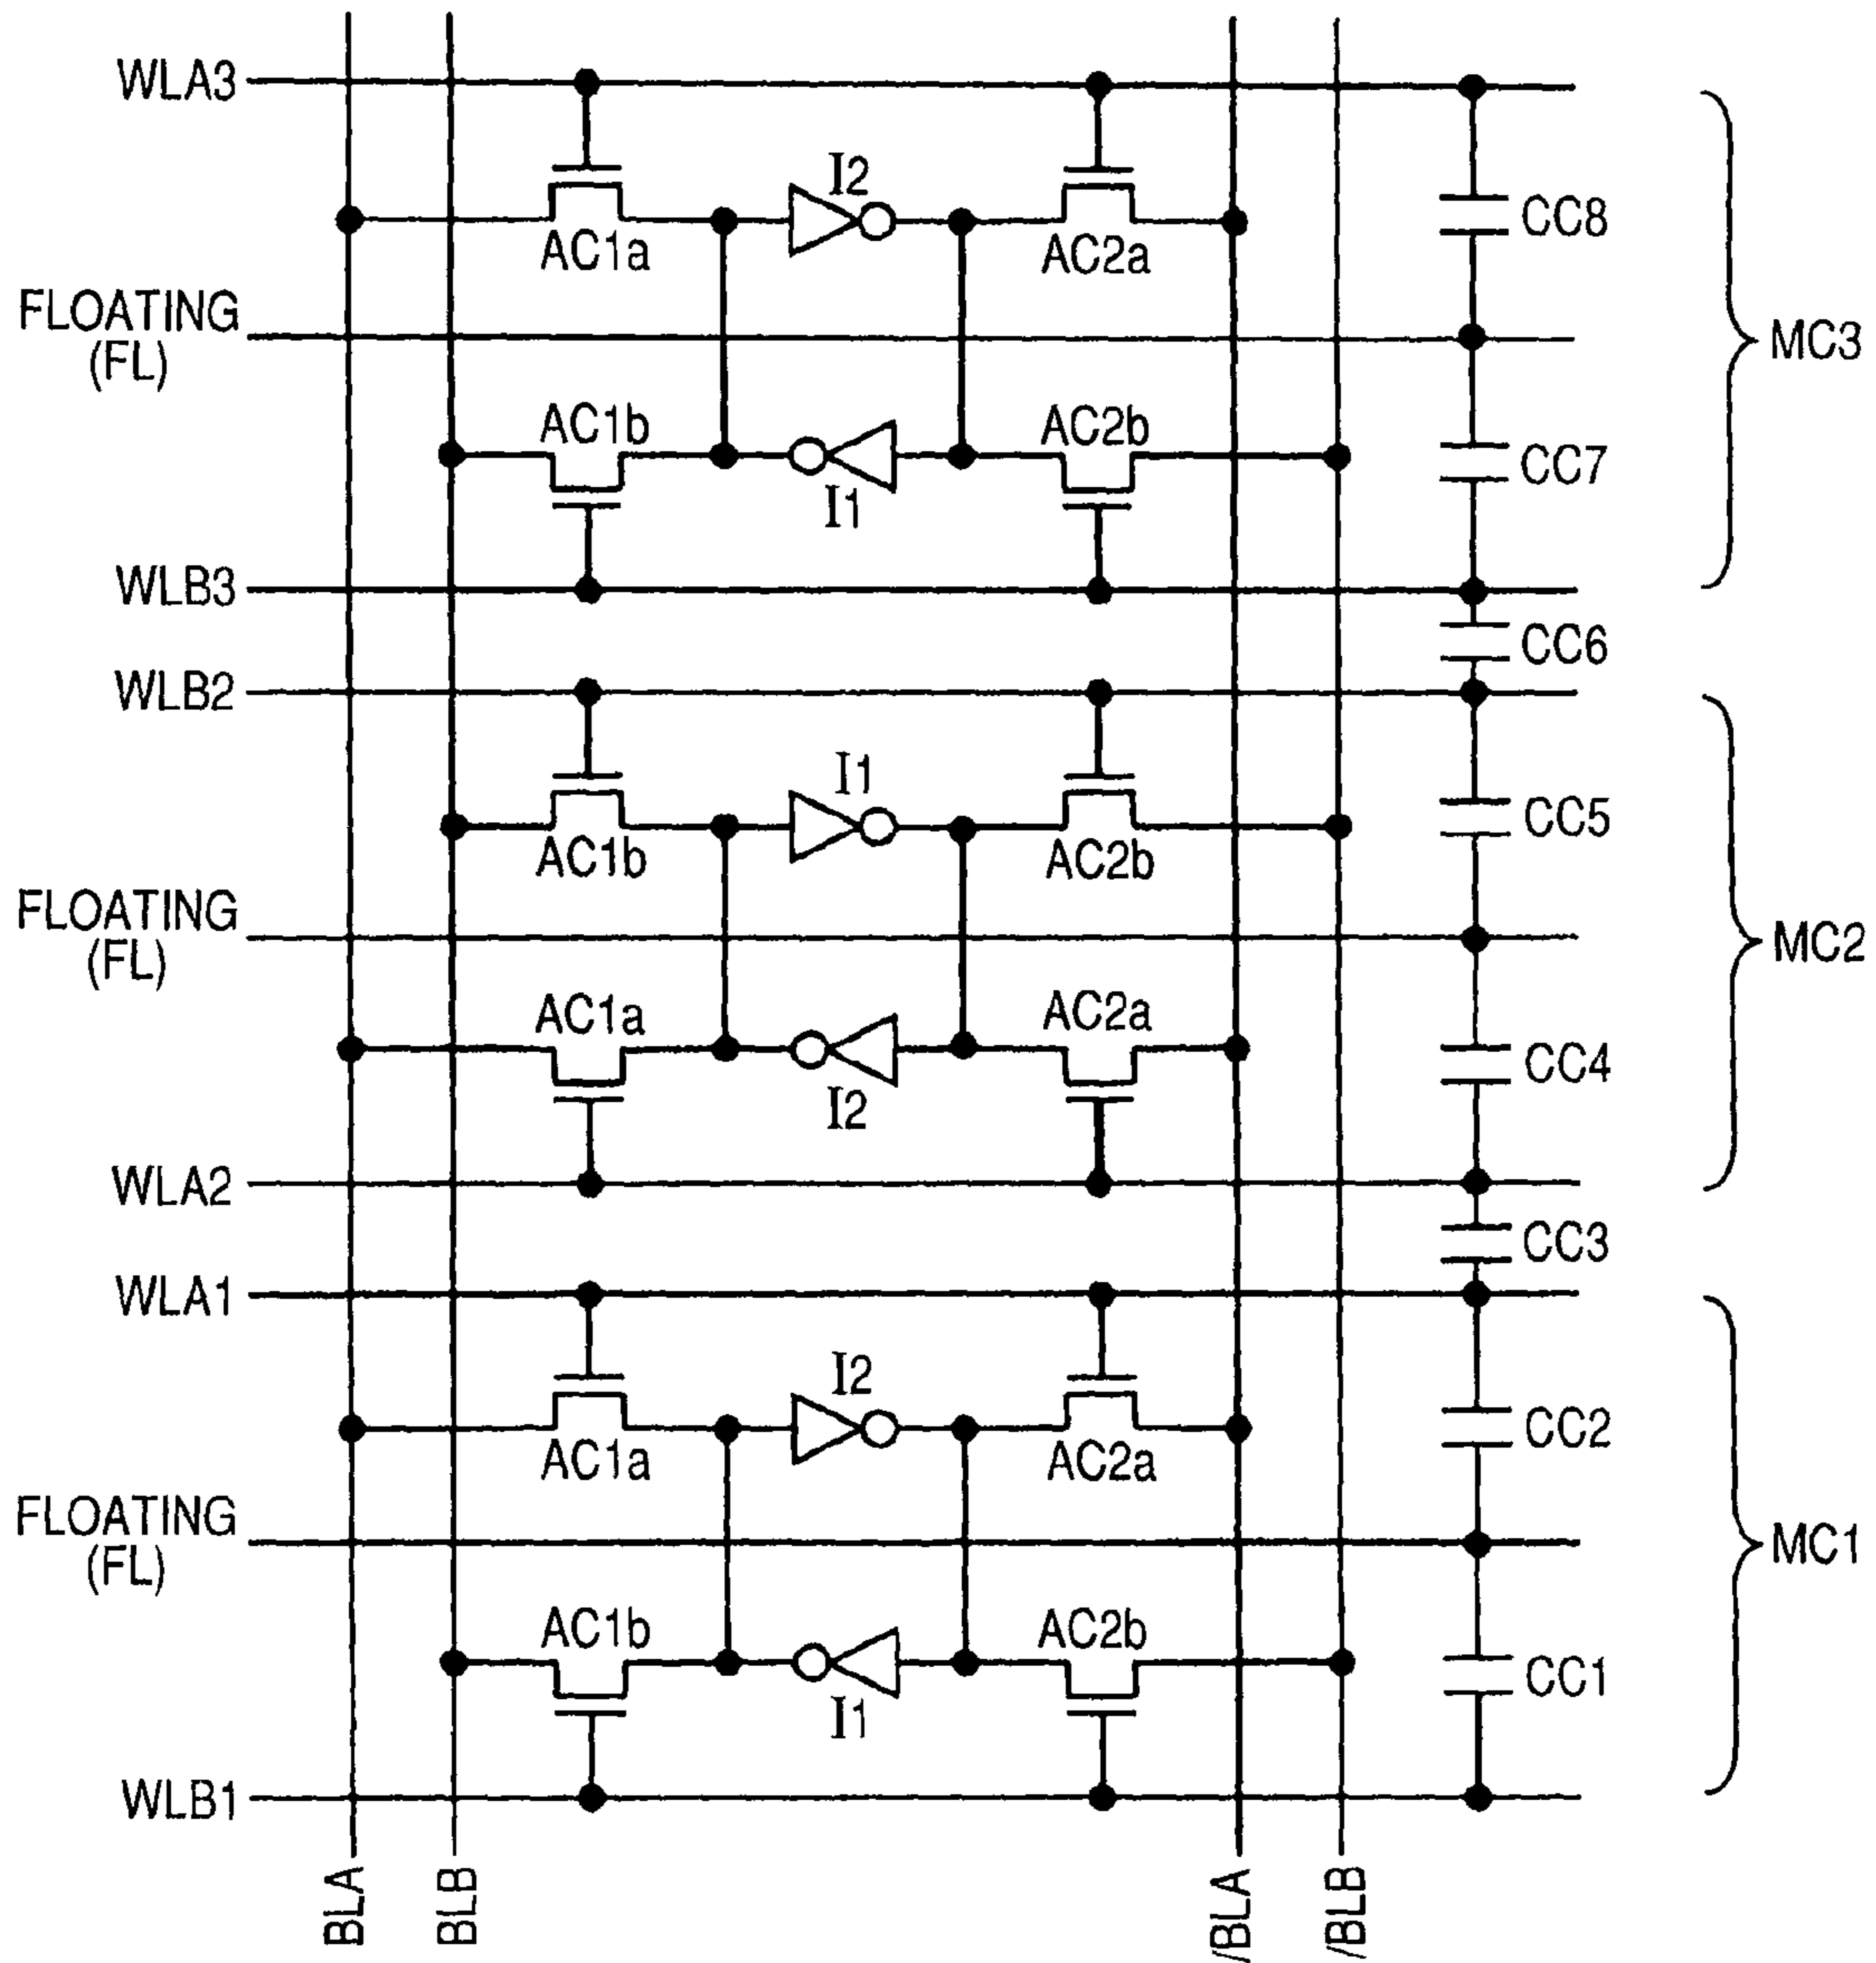 WLA3
I2
CC8
AC1a
AC2a
FLOATING
(FL)
MC3
AC1b
AC2b
CC7
I1
WLB3
CC6
WLB2
I1
CC5
AC1b
AC2b
FLOATING
(FL)
MC2
AC1a
AC2a
CC4
I2
WLA2
CC3
WLA1
I2
CC2
AC1a
AC2a
FLOATING
(FL)
MC1
AC1b
AC2b
CC1
I1
WLB1
BLA
BLB
/BLA
/BLB